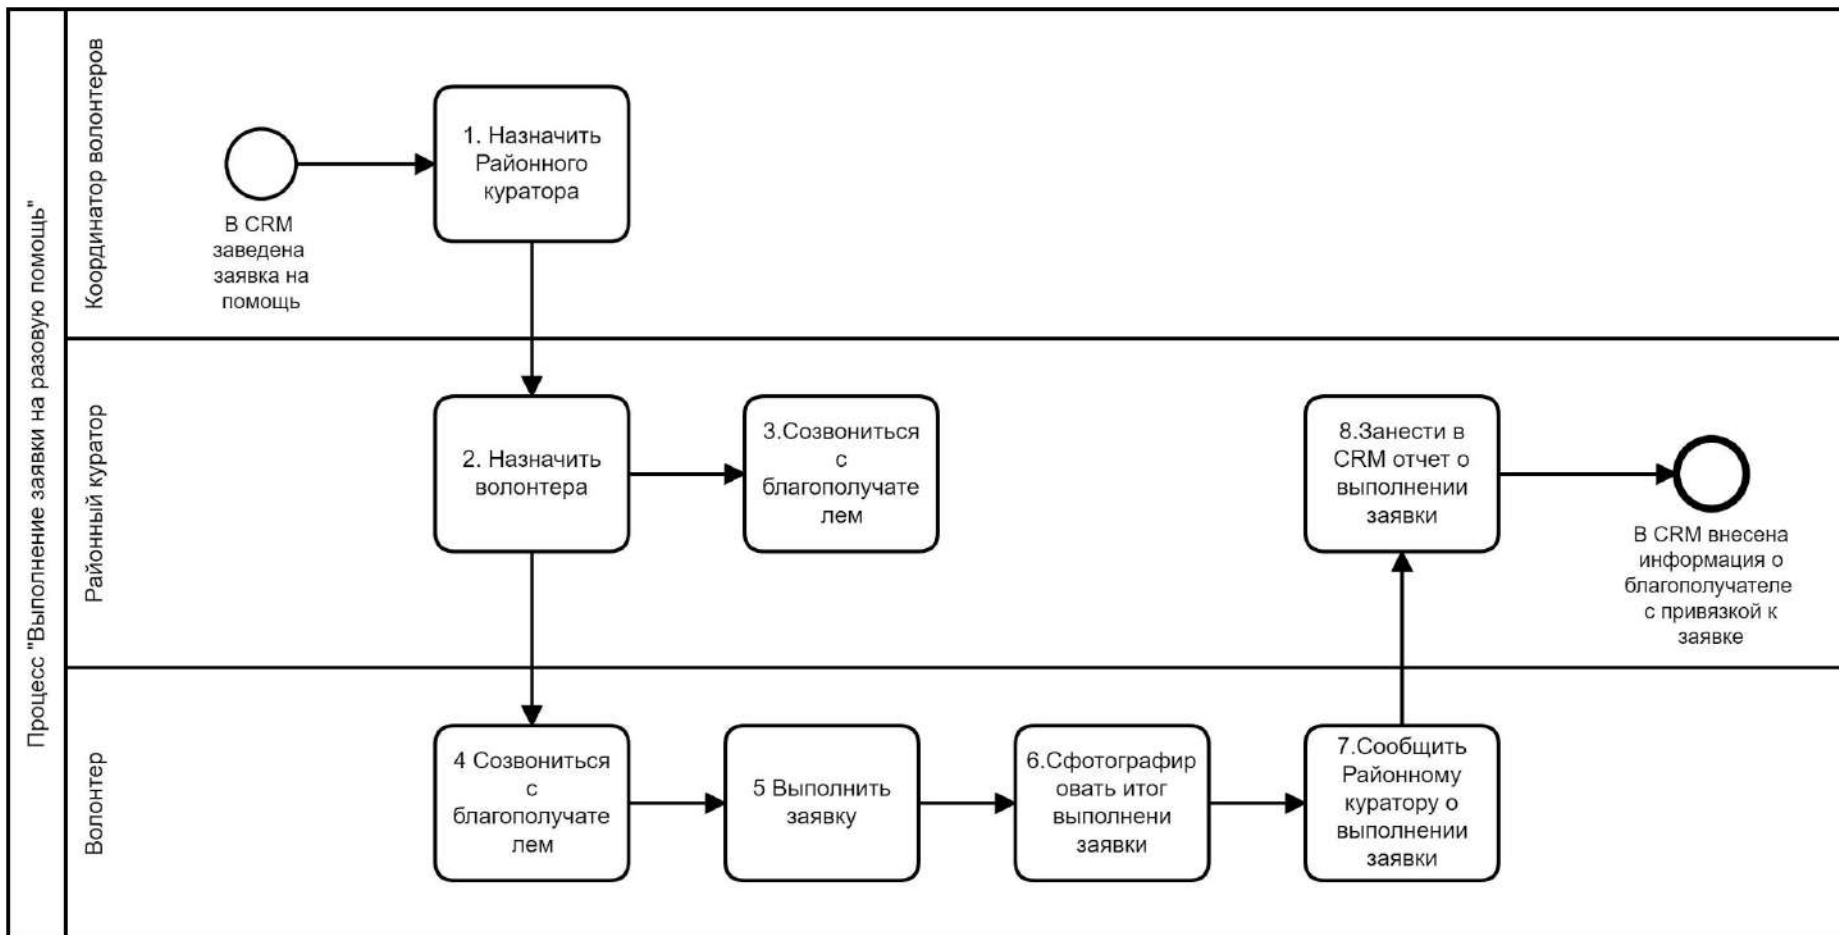 Процесс "Выполнение заявки на разовую помощь"
Координатор волонтеров
В CRM
заведена
заявка на
помощь
1. Назначить
Районного
куратора
Районный куратор
2. Назначить
волонтера
3.Созвониться
с
благополучате
лем
8.Занести в
CRM отчет о
выполнении
заявки
В CRM внесена
информация о
благополучателе
с привязкой к
заявке
Волонтер
4 Созвониться
с
благополучате
лем
5 Выполнить
заявку
6.Сфотографир
овать итог
выполнени
заявки
7.Сообщить
Районному
куратору о
выполнении
заявки